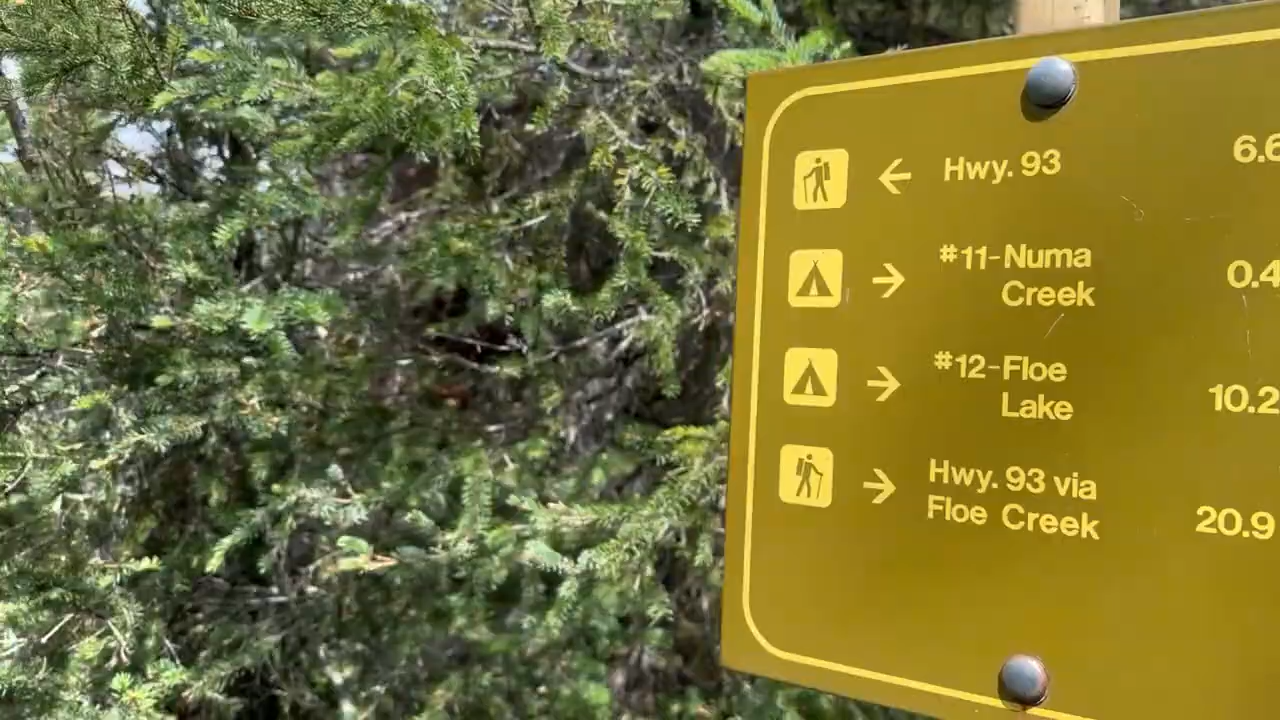 Hwy. 93 6.6
#11-Numa
Creek 0.4
#12-Floe
Lake 10.2
Hwy. 93 via
Floe Creek 20.9